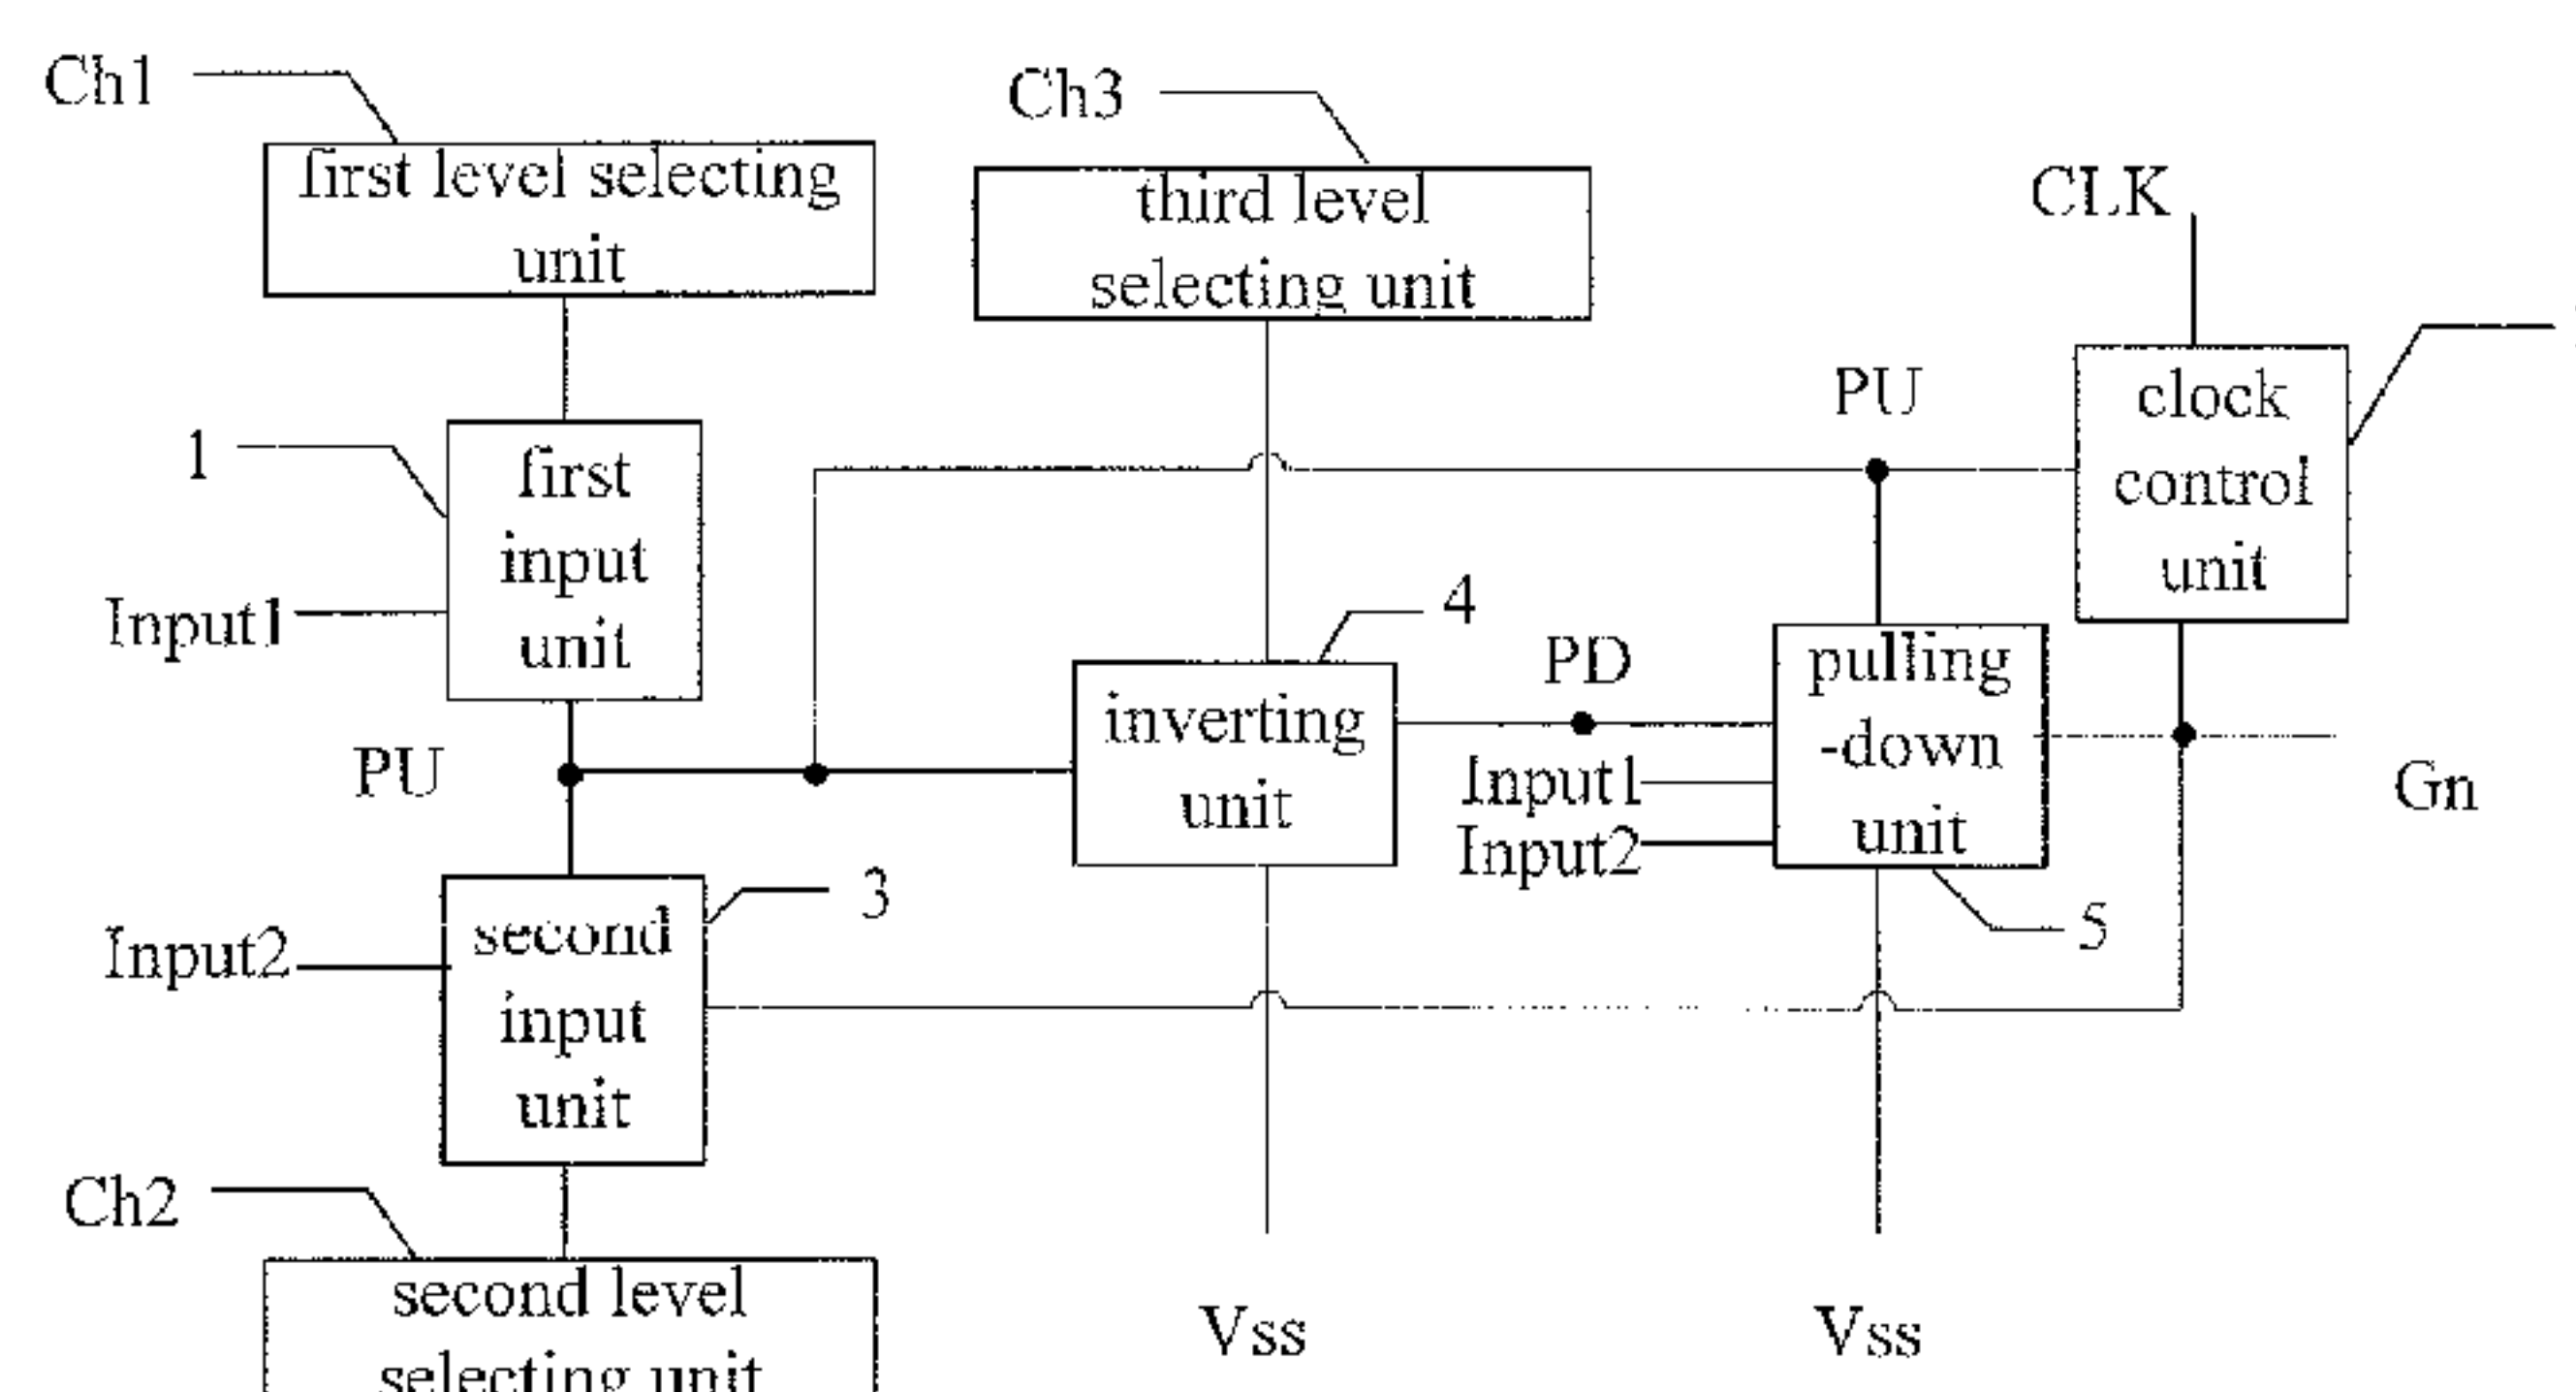 Ch1
first level selecting
unit
Ch3
third level
selecting unit
CLK
clock
control
unit
PU
1
first
input
unit
Input1
4
PD
pulling
-down
unit
inverting
unit
Input1
Input2
Gn
PU
3
5
second
input
unit
Input2
Ch2
second level
selecting unit
Vss
Vss